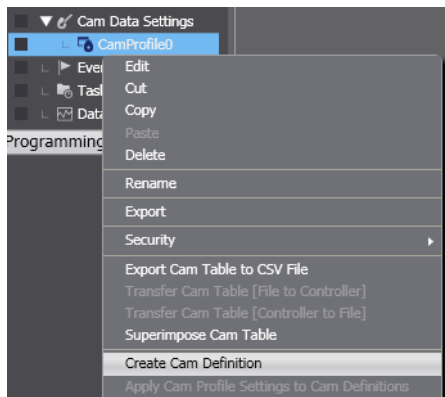 Cam Data Settings
CamProfile0
Edit
Cut
Copy
Paste
Delete
Programming
Rename
Export
Security
Export Cam Table to CSV File
Transfer Cam Table [File to Controller]
Transfer Cam Table [Controller to File]
Superimpose Cam Table
Create Cam Definition
Apply Cam Profile Settings to Cam Definitions